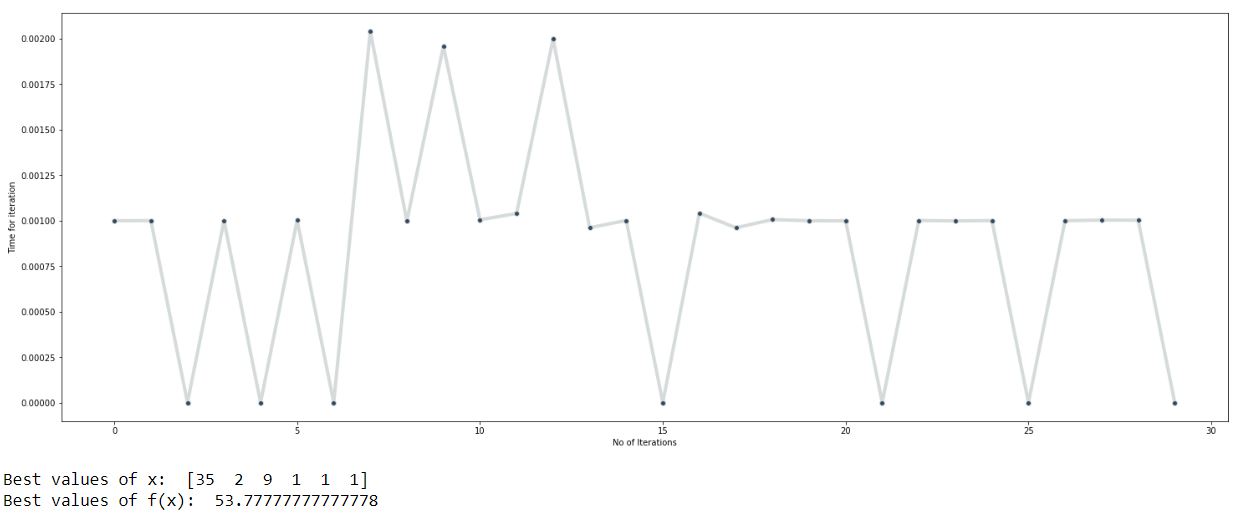 0.00200
0.00175
0.00150
0.00125
0.00100
0.00075
0.00050
0.00025
0.00000
Time for iteration
0 5 10 15 20 25 30
No of Iterations
Best values of x:  [35  2  9  1  1  1]
Best values of f(x):  53.77777777777778